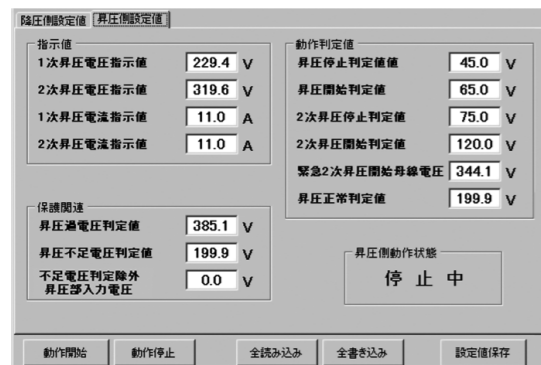 降圧側設定値 昇圧側設定値
指示値
1次昇圧電圧指示値 229.4 V
2次昇圧電圧指示値 319.6 V
1次昇圧電流指示値 11.0 A
2次昇圧電流指示値 11.0 A
保護関連
昇圧過電圧判定値 385.1 V
昇圧不足電圧判定値 199.9 V
不足電圧判定除外
昇圧部入力電圧 0.0 V
動作判定値
昇圧停止判定値値 45.0 V
昇圧開始判定値 65.0 V
2次昇圧停止判定値 75.0 V
2次昇圧開始判定値 120.0 V
緊急2次昇圧開始母線電圧 344.1 V
昇圧正常判定値 199.9 V
昇圧側動作状態
停止中
動作開始 動作停止 全読み込み 全書き込み 設定値保存